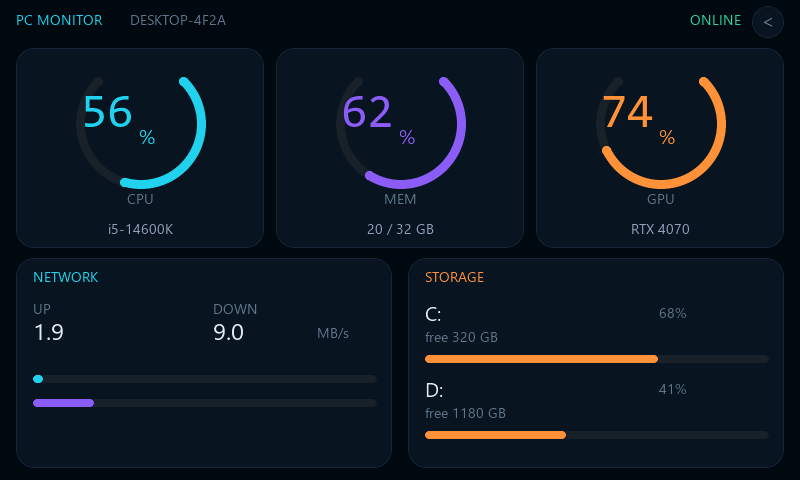 PC MONITOR DESKTOP-4F2A ONLINE <
56 %
CPU
i5-14600K
62 %
MEM
20 / 32 GB
74 %
GPU
RTX 4070
NETWORK
UP DOWN
1.9 9.0 MB/s
STORAGE
C: 68%
free 320 GB
D: 41%
free 1180 GB